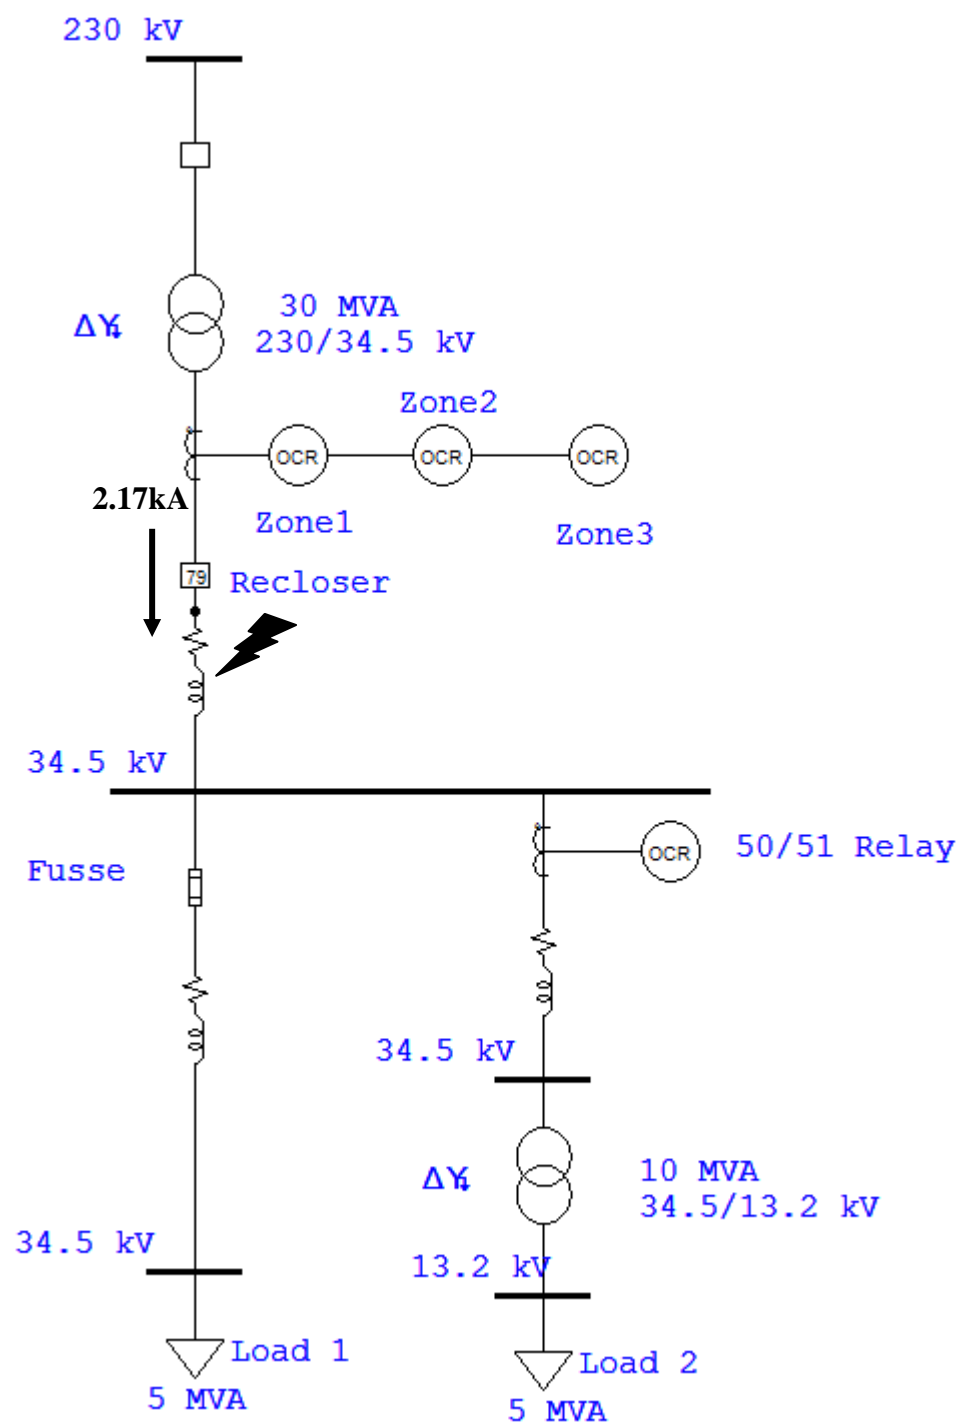 230 kV
ΔY
30 MVA
230/34.5 kV
Zone2
OCR
OCR
OCR
2.17kA
Zone1
Zone3
79
Recloser
34.5 kV
Fusse
OCR
50/51 Relay
34.5 kV
ΔY
10 MVA
34.5/13.2 kV
34.5 kV
13.2 kV
Load 1
5 MVA
Load 2
5 MVA